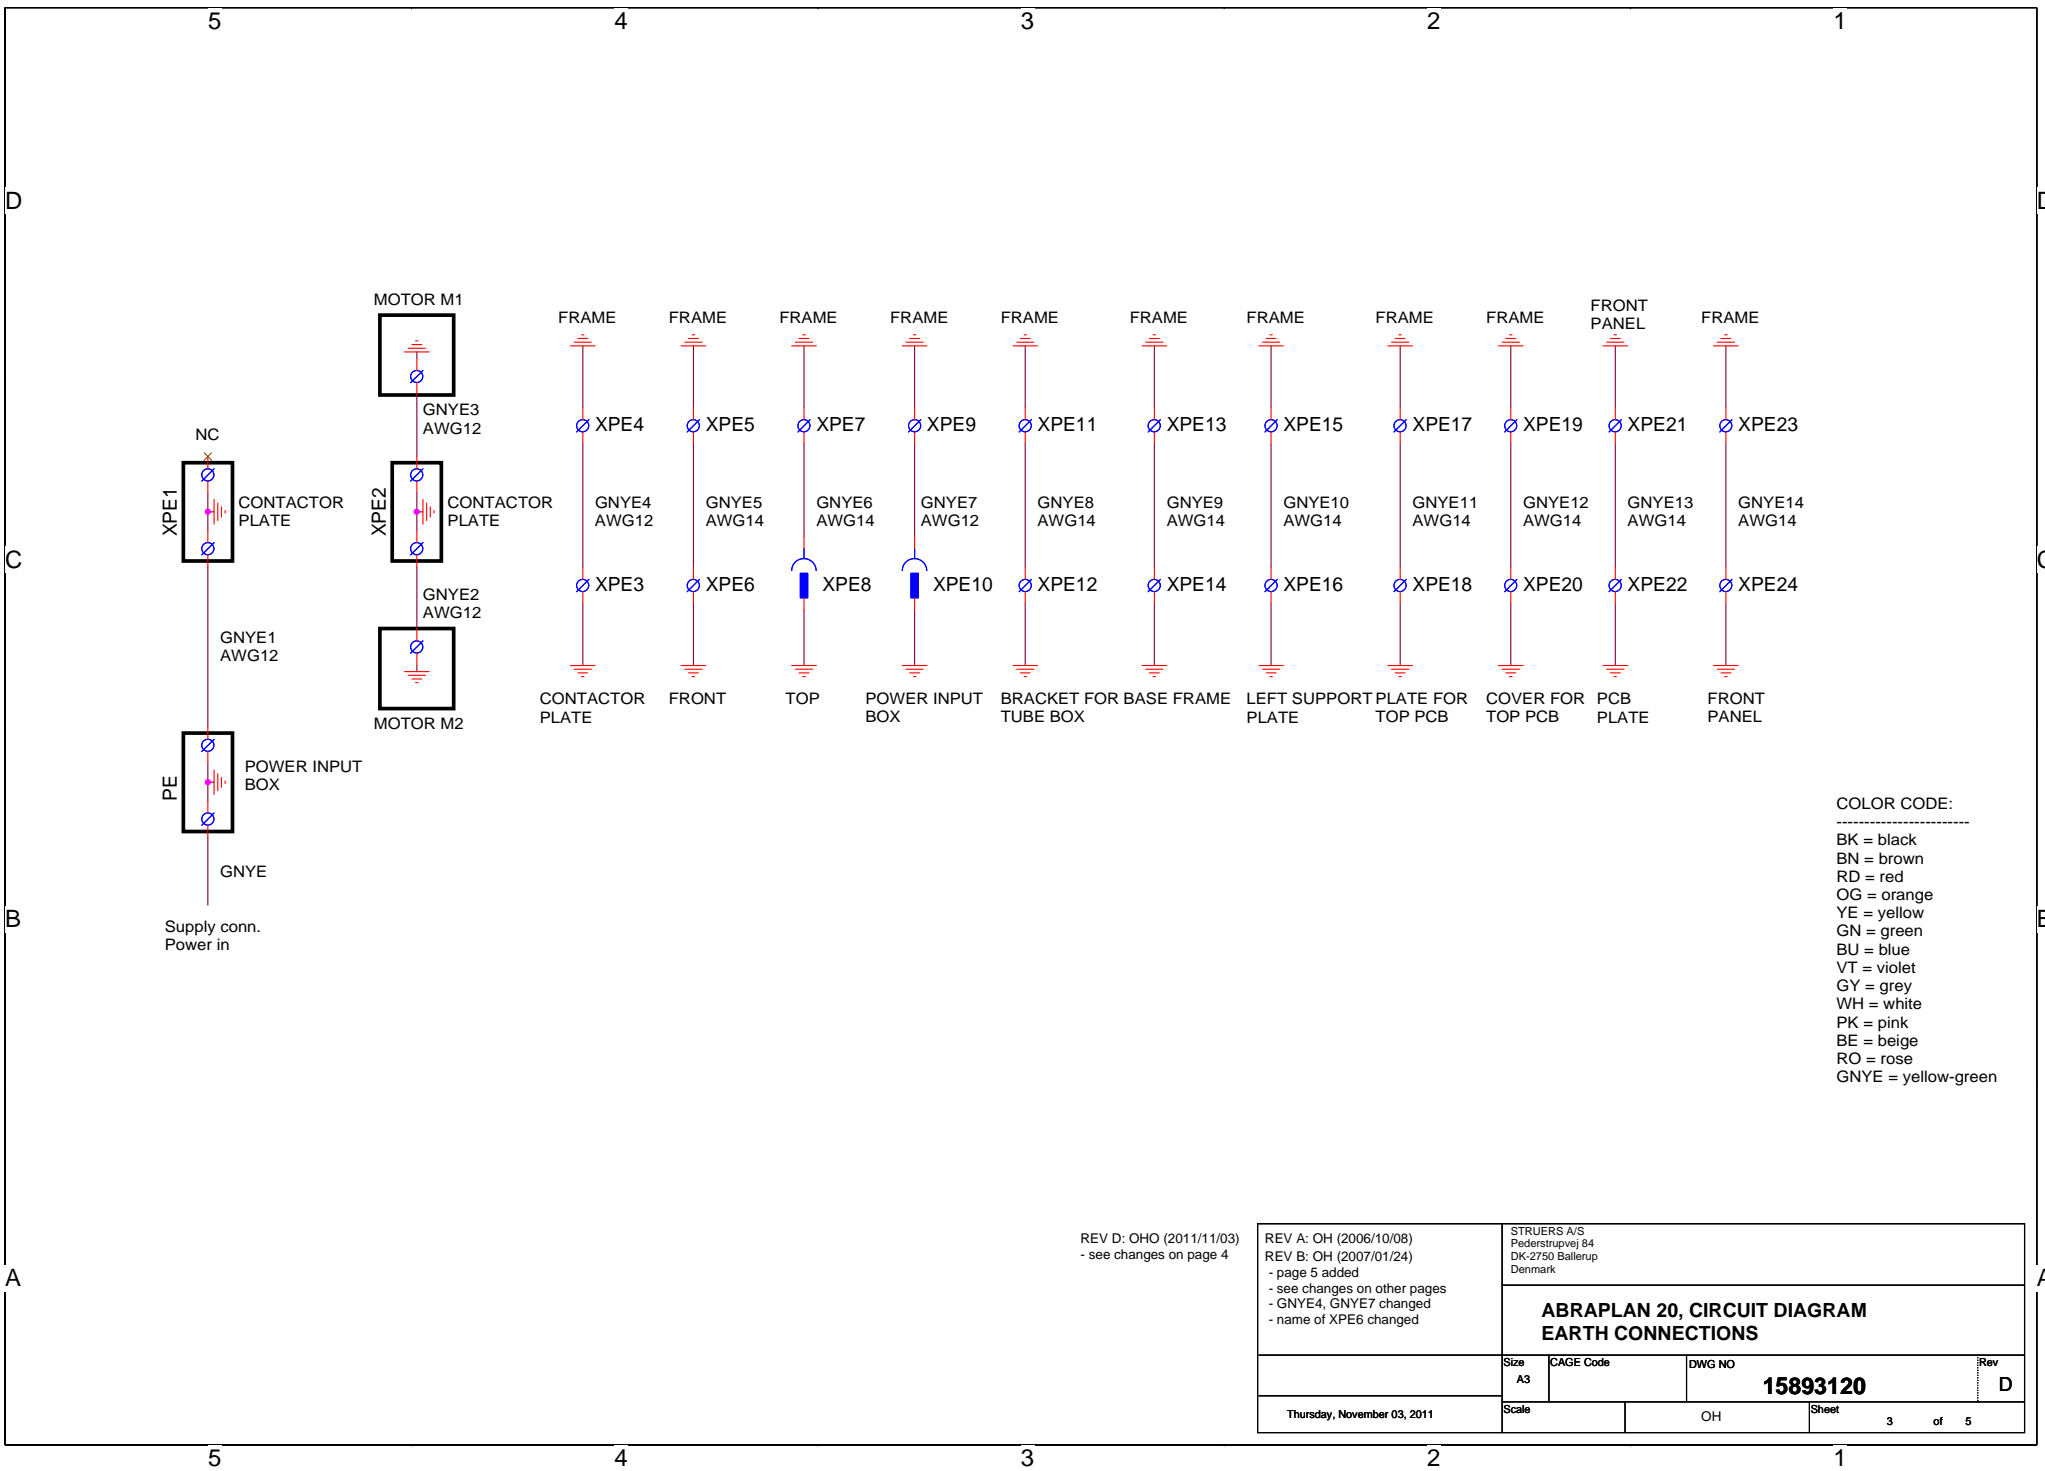 5 4 3 2 1
D
D
MOTOR M1
FRAME FRAME FRAME FRAME FRAME FRAME FRAME FRAME FRAME FRONT FRAME
PANEL
GNYE3
AWG12
NC
XPE4 XPE5 XPE7 XPE9 XPE11 XPE13 XPE15 XPE17 XPE19 XPE21 XPE23
XPE1
CONTACTOR
PLATE
XPE2
CONTACTOR
PLATE
GNYE4
AWG12
GNYE5
AWG14
GNYE6
AWG14
GNYE7
AWG12
GNYE8
AWG14
GNYE9
AWG14
GNYE10
AWG14
GNYE11
AWG14
GNYE12
AWG14
GNYE13
AWG14
GNYE14
AWG14
C
C
XPE3 XPE6 XPE8 XPE10 XPE12 XPE14 XPE16 XPE18 XPE20 XPE22 XPE24
GNYE2
AWG12
GNYE1
AWG12
MOTOR M2
CONTACTOR
PLATE
FRONT
TOP
POWER INPUT
BOX
BRACKET FOR
TUBE BOX
BASE FRAME
LEFT SUPPORT
PLATE
PLATE FOR
TOP PCB
COVER FOR
TOP PCB
PCB
PLATE
FRONT
PANEL
PE
POWER INPUT
BOX
GNYE
Supply conn.
Power in
B
COLOR CODE:
------------------------
BK = black
BN = brown
RD = red
OG = orange
YE = yellow
GN = green
BU = blue
VT = violet
GY = grey
WH = white
PK = pink
BE = beige
RO = rose
GNYE = yellow-green
B
A
A
REV D: OHO (2011/11/03)
- see changes on page 4
REV A: OH (2006/10/08)
REV B: OH (2007/01/24)
- page 5 added
- see changes on other pages
- GNYE4, GNYE7 changed
- name of XPE6 changed
STRUERS A/S
Pederstrupvej 84
DK-2750 Ballerup
Denmark
ABRAPLAN 20, CIRCUIT DIAGRAM
EARTH CONNECTIONS
Size
A3
CAGE Code
DWG NO
15893120
Rev
D
Thursday, November 03, 2011
Scale
OH
Sheet
3 of 5
5 4 3 2 1